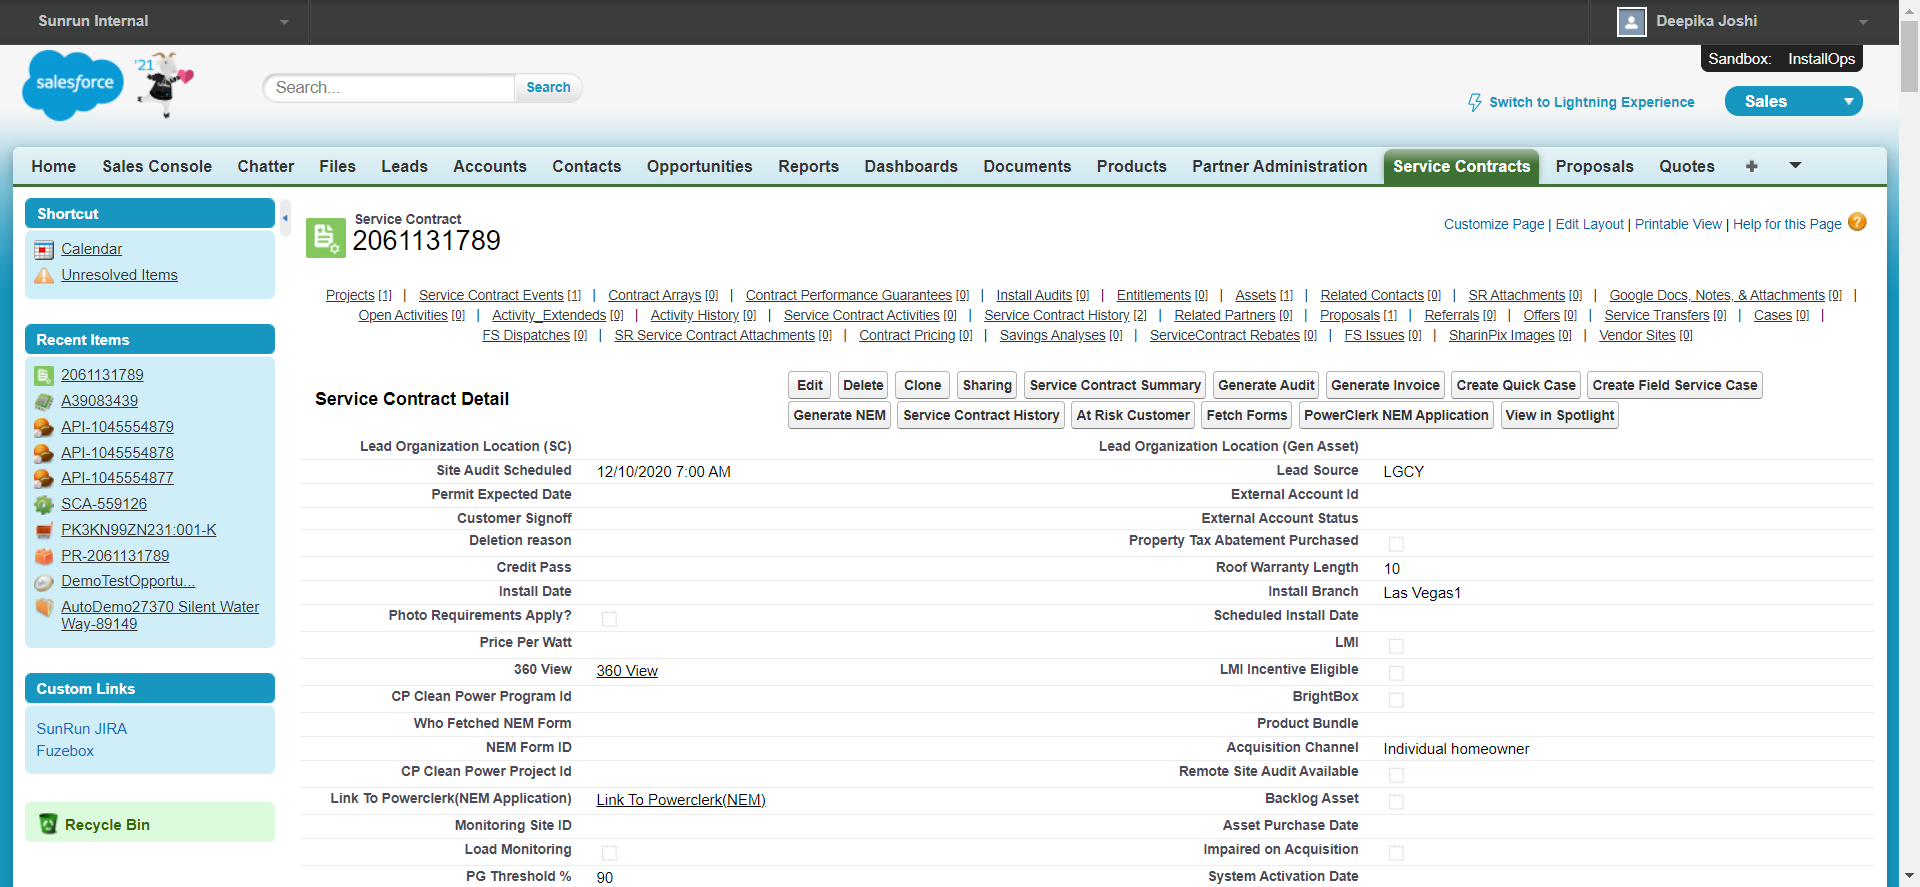 Sunrun Internal
Deepika Joshi
Sandbox: InstallOps
salesforce
'21
Search...
Search
Switch to Lightning Experience
Sales
Home Sales Console Chatter Files Leads Accounts Contacts Opportunities Reports Dashboards Documents Products Partner Administration Service Contracts Proposals Quotes +
Shortcut
Calendar
Unresolved Items
Recent Items
2061131789
A39083439
API-1045554879
API-1045554878
API-1045554877
SCA-559126
PK3KN99ZN231:001-K
PR-2061131789
DemoTestOpportu...
AutoDemo27370 Silent Water
Way-89149
Custom Links
SunRun JIRA
Fuzebox
Recycle Bin
Service Contract
2061131789
Customize Page | Edit Layout | Printable View | Help for this Page ?
Projects [1] | Service Contract Events [1] | Contract Arrays [0] | Contract Performance Guarantees [0] | Install Audits [0] | Entitlements [0] | Assets [1] | Related Contacts [0] | SR Attachments [0] | Google Docs, Notes, & Attachments [0] |
Open Activities [0] | Activity_Extendeds [0] | Activity History [0] | Service Contract Activities [0] | Service Contract History [2] | Related Partners [0] | Proposals [1] | Referrals [0] | Offers [0] | Service Transfers [0] | Cases [0] |
FS Dispatches [0] | SR Service Contract Attachments [0] | Contract Pricing [0] | Savings Analyses [0] | ServiceContract Rebates [0] | FS Issues [0] | SharinPix Images [0] | Vendor Sites [0]
Service Contract Detail
Edit Delete Clone Sharing Service Contract Summary Generate Audit Generate Invoice Create Quick Case Create Field Service Case
Generate NEM Service Contract History At Risk Customer Fetch Forms PowerClerk NEM Application View in Spotlight
Lead Organization Location (SC) Lead Organization Location (Gen Asset)
Site Audit Scheduled 12/10/2020 7:00 AM Lead Source LGCY
Permit Expected Date External Account Id
Customer Signoff External Account Status
Deletion reason Property Tax Abatement Purchased
Credit Pass Roof Warranty Length 10
Install Date Install Branch Las Vegas1
Photo Requirements Apply? Scheduled Install Date
Price Per Watt LMI
360 View 360 View LMI Incentive Eligible
CP Clean Power Program Id BrightBox
Who Fetched NEM Form Product Bundle
NEM Form ID Acquisition Channel Individual homeowner
CP Clean Power Project Id Remote Site Audit Available
Link To Powerclerk(NEM Application) Link To Powerclerk(NEM) Backlog Asset
Monitoring Site ID Asset Purchase Date
Load Monitoring Impaired on Acquisition
PG Threshold % 90 System Activation Date